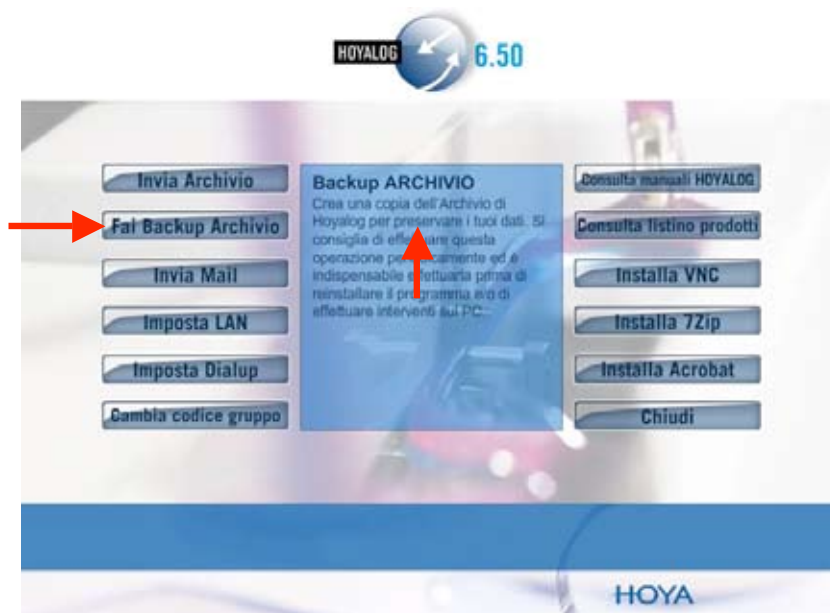 HOYALOG 6.50
Invia Archivio
Fai Backup Archivio
Invia Mail
Imposta LAN
Imposta Dialup
Cambia codice gruppo
Backup ARCHIVIO
Crea una copia dell'Archivio di
Hoyalog per preservare i tuoi dati. Si
consiglia di effettuare questa
operazione periodicamente ed è
indispensabile effettuarla prima di
reinstallare il programma e/o di
effettuare interventi sul PC.
Consulta manuali HOYALOG
Consulta listino prodotti
Installa VNC
Installa 7Zip
Installa Acrobat
Chiudi
HOYA